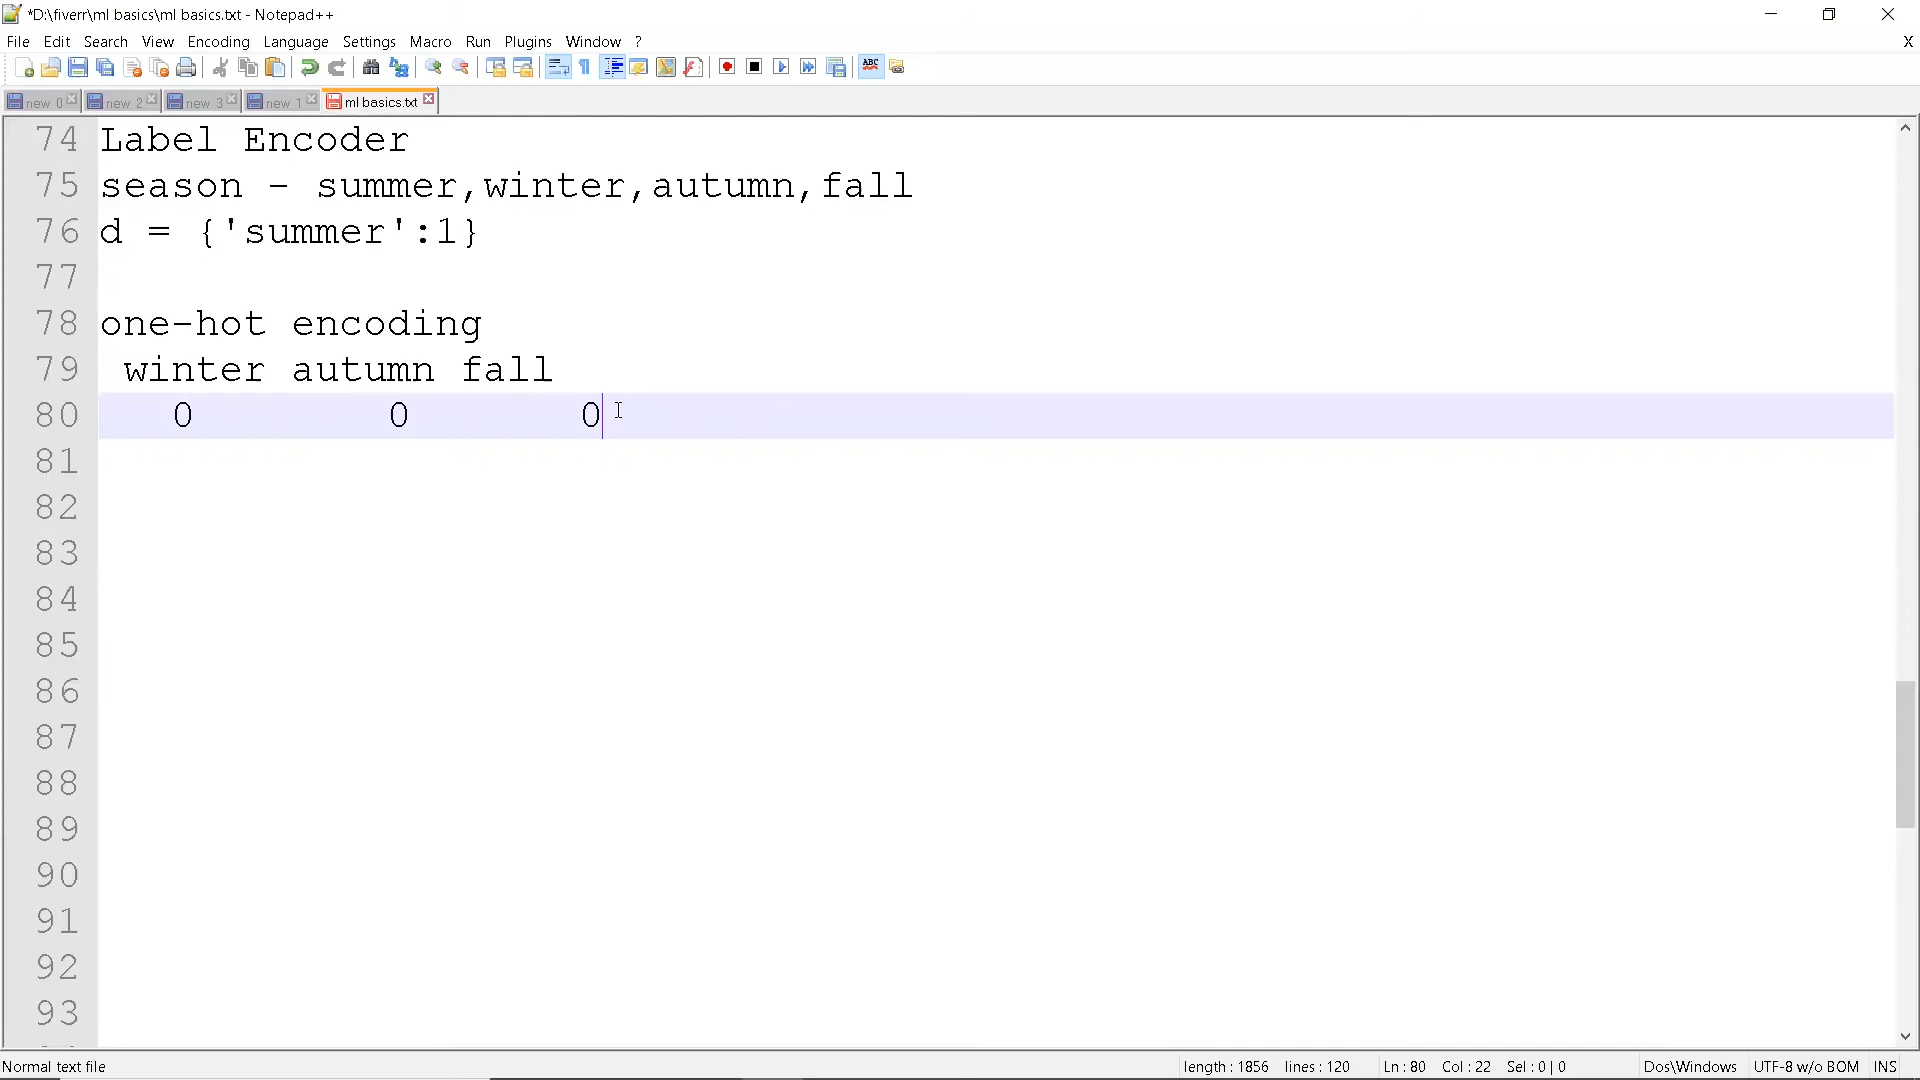 *D:\fiverr\ml basics\ml basics.txt - Notepad++
File Edit Search View Encoding Language Settings Macro Run Plugins Window ? X
ABC
new 0 new 2 new 3 new 1 ml basics.txt
74 Label Encoder
75 season - summer,winter,autumn,fall
76 d = {'summer':1}
77
78 one-hot encoding
79 winter autumn fall
80 0 0 0
81
82
83
84
85
86
87
88
89
90
91
92
93
Normal text file length : 1856 lines : 120 Ln : 80 Col : 22 Sel : 0 | 0 Dos\Windows UTF-8 w/o BOM INS